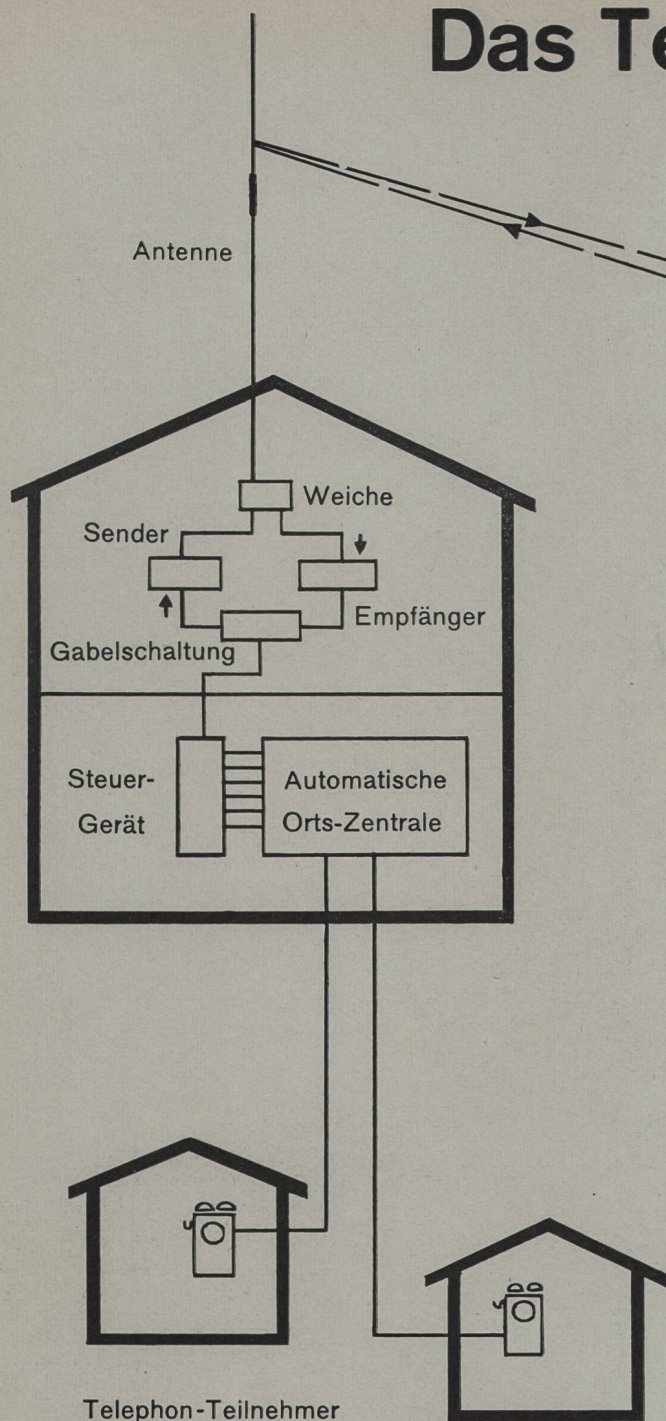 Das Te
Antenne
Weiche
Sender
Empfänger
Gabelschaltung
Steuer-
Gerät
Automatische
Orts-Zentrale
Telephon-Teilnehmer